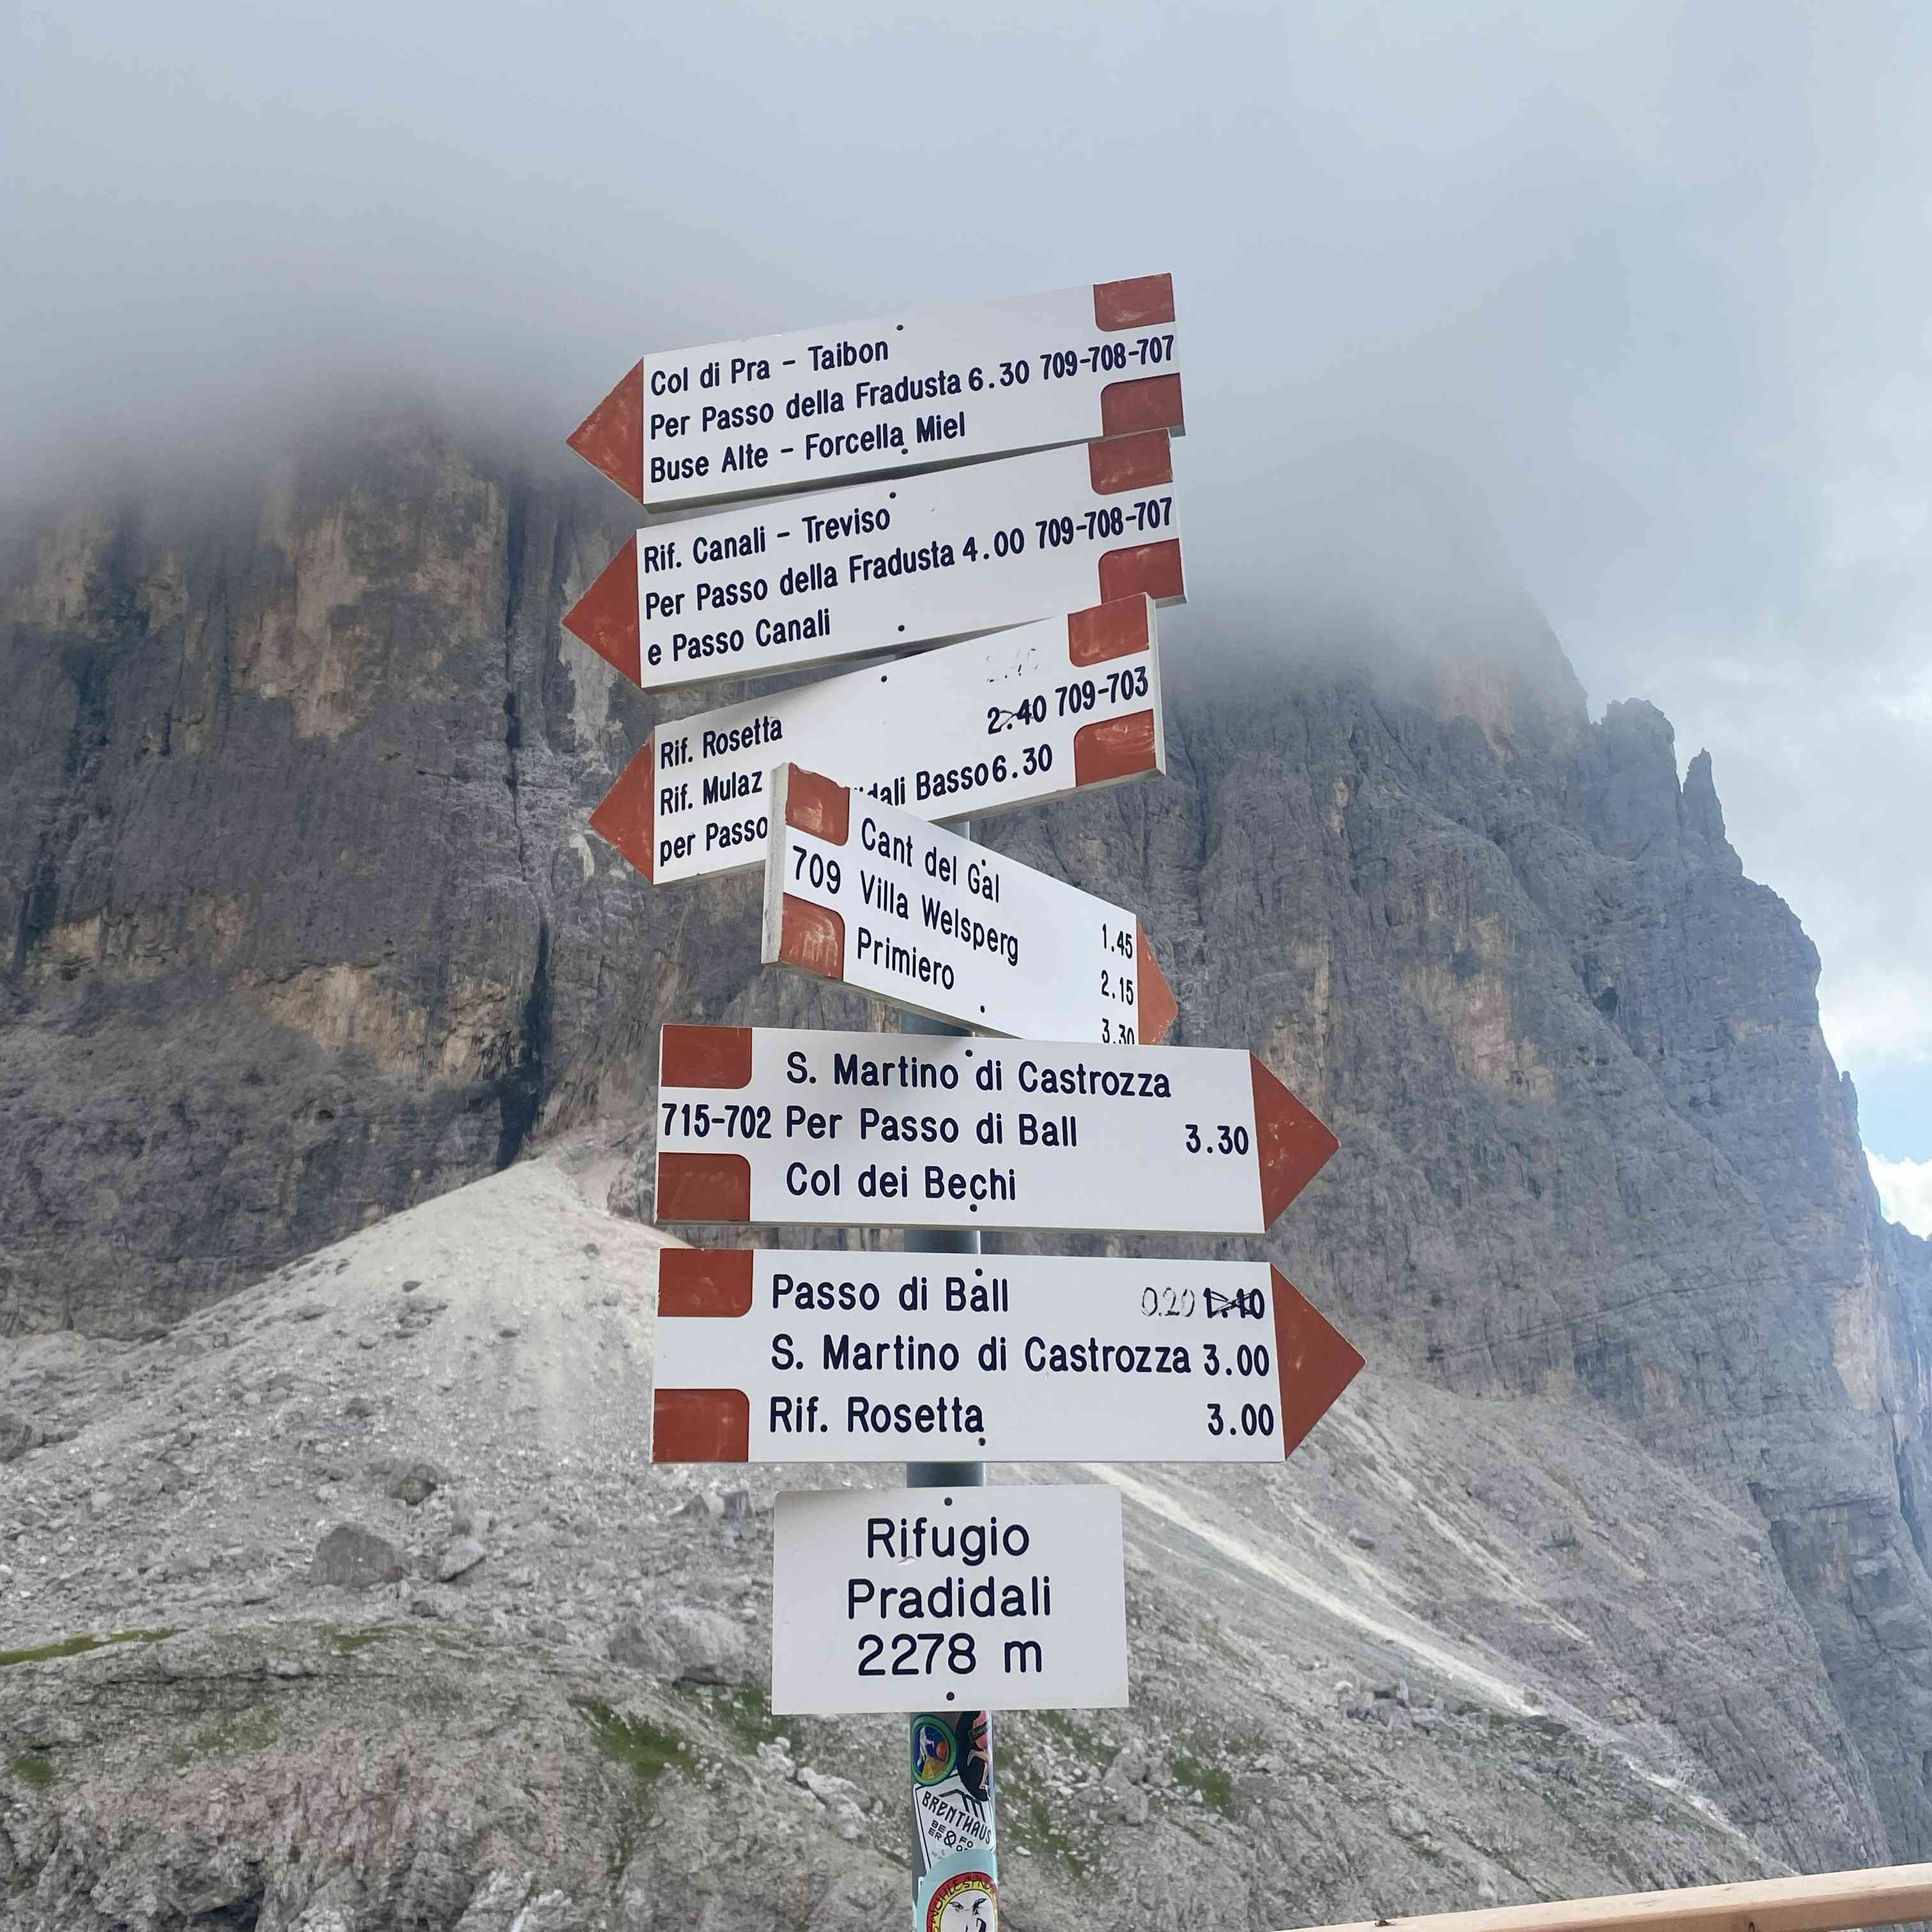 Col di Pra - Taibon
Per Passo della Fradusta 6.30 709-708-707
Buse Alte - Forcella Miel
Rif. Canali - Treviso
Per Passo della Fradusta 4.00 709-708-707
e Passo Canali
Rif. Rosetta 2.40 709-703
Rif. Mulaz 6.30
per Passo Basso
Cant del Gal 1.45
709 Villa Welsperg 2.15
Primiero 3.30
S. Martino di Castrozza
715-702 Per Passo di Ball 3.30
Col dei Bechi
Passo di Ball 0.20 1.10
S. Martino di Castrozza 3.00
Rif. Rosetta 3.00
Rifugio
Pradidali
2278 m
BRENTHAUS